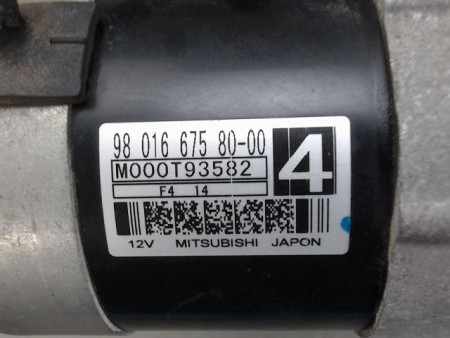 98 016 675 80-00
M000T93582
F4 14
4
12V MITSUBISHI JAPON